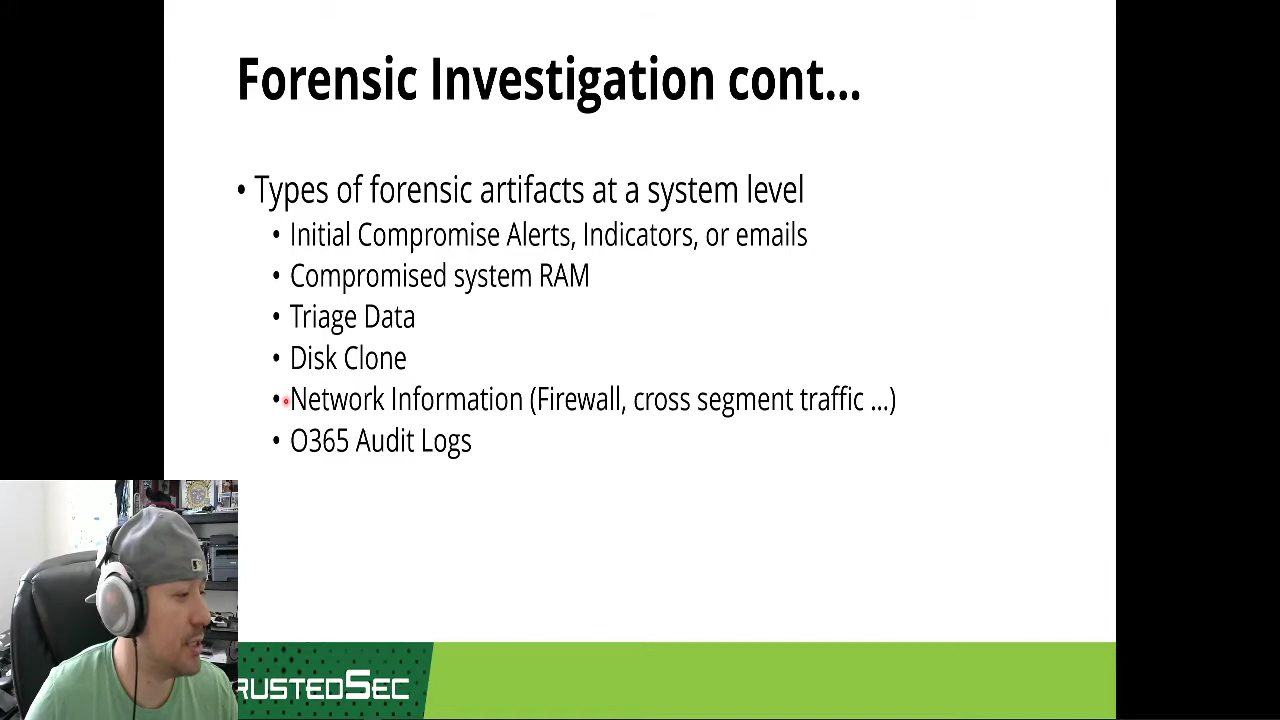 Forensic Investigation cont...
• Types of forensic artifacts at a system level
• Initial Compromise Alerts, Indicators, or emails
• Compromised system RAM
• Triage Data
• Disk Clone
• Network Information (Firewall, cross segment traffic ...)
• O365 Audit Logs
RUSTEDSEC